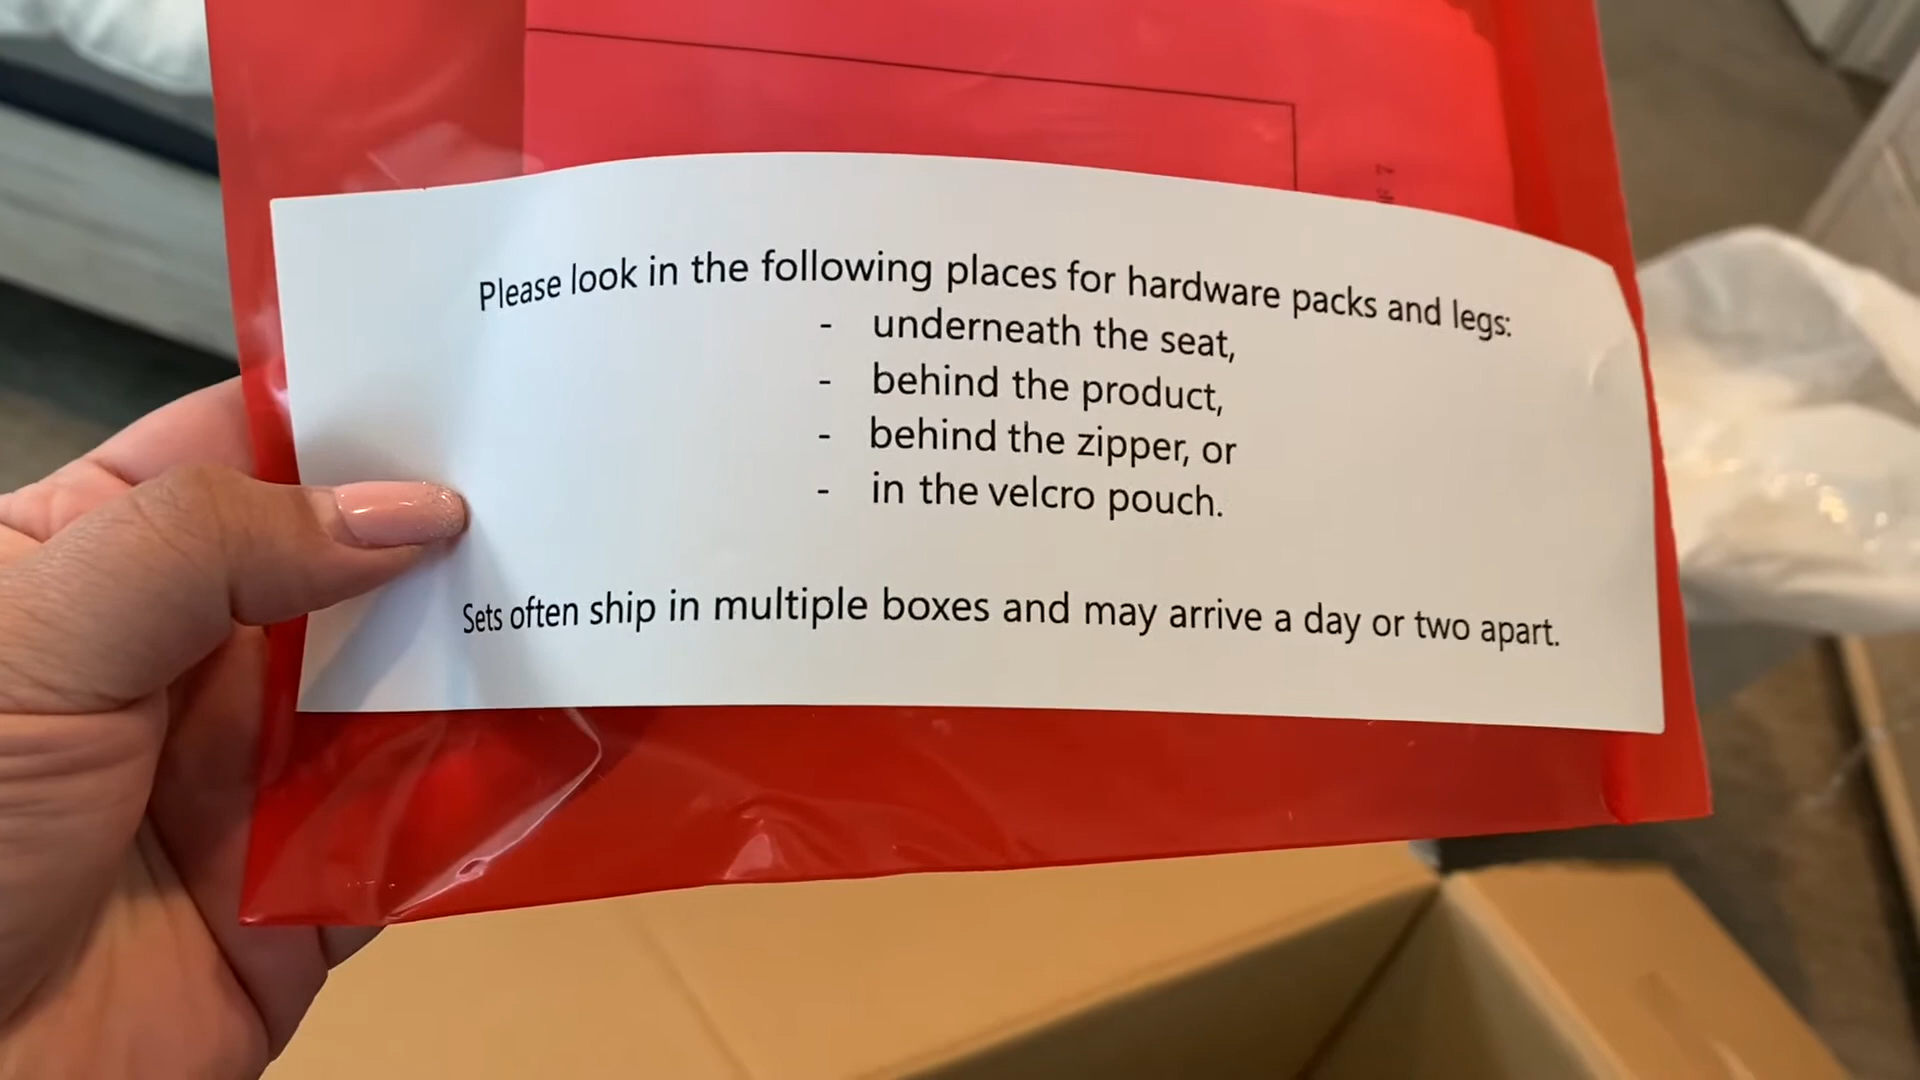 Please look in the following places for hardware packs and legs:
- underneath the seat,
- behind the product,
- behind the zipper, or
- in the velcro pouch.
Sets often ship in multiple boxes and may arrive a day or two apart.